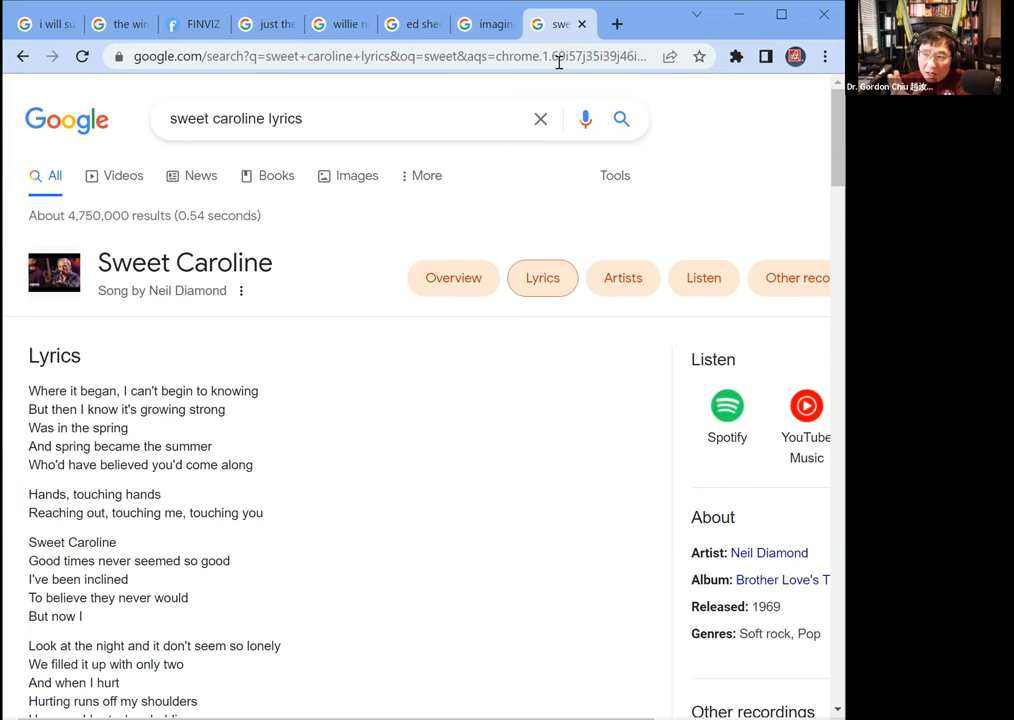 i will su
the win
FINVIZ
just the
willie n
ed shee
imagin
swe
google.com/search?q=sweet+caroline+lyrics&oq=sweet&aqs=chrome.1.69i57j35i39j46i...
Dr. Gordon Chiu 趙汝...
Google
sweet caroline lyrics
All
Videos
News
Books
Images
More
Tools
About 4,750,000 results (0.54 seconds)
Sweet Caroline
Song by Neil Diamond
Overview
Lyrics
Artists
Listen
Other reco
Lyrics
Where it began, I can't begin to knowing
But then I know it's growing strong
Was in the spring
And spring became the summer
Who'd have believed you'd come along
Hands, touching hands
Reaching out, touching me, touching you
Sweet Caroline
Good times never seemed so good
I've been inclined
To believe they never would
But now I
Look at the night and it don't seem so lonely
We filled it up with only two
And when I hurt
Hurting runs off my shoulders
Listen
Spotify
YouTube
Music
About
Artist: Neil Diamond
Album: Brother Love's T
Released: 1969
Genres: Soft rock, Pop
Other recordings